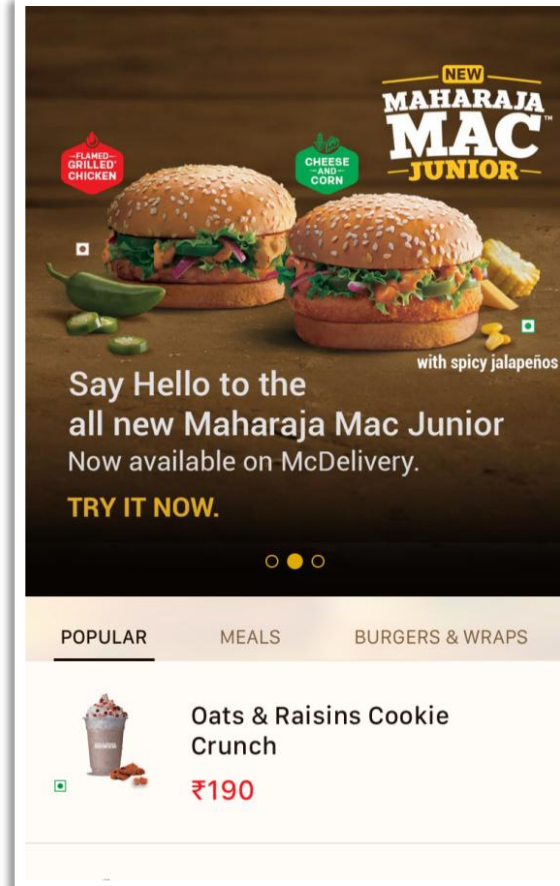 NEW
MAHARAJA
MAC™
JUNIOR
FLAMED
GRILLED
CHICKEN
CHEESE
AND
CORN
with spicy jalapeños
Say Hello to the
all new Maharaja Mac Junior
Now available on McDelivery.
TRY IT NOW.
POPULAR
MEALS
BURGERS & WRAPS
Oats & Raisins Cookie
Crunch
₹190